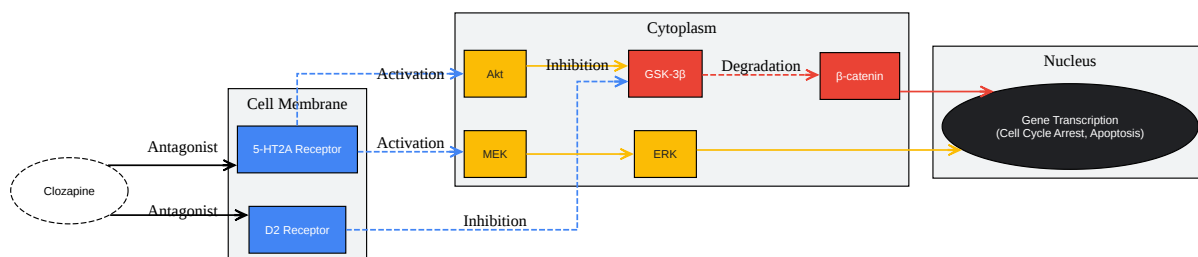 Cytoplasm
Nucleus
Cell Membrane
Activation
Akt
Inhibition
GSK-3β
Degradation
β-catenin
Antagonist
5-HT2A Receptor
Activation
MEK
ERK
Gene Transcription
(Cell Cycle Arrest, Apoptosis)
Clozapine
Antagonist
D2 Receptor
Inhibition